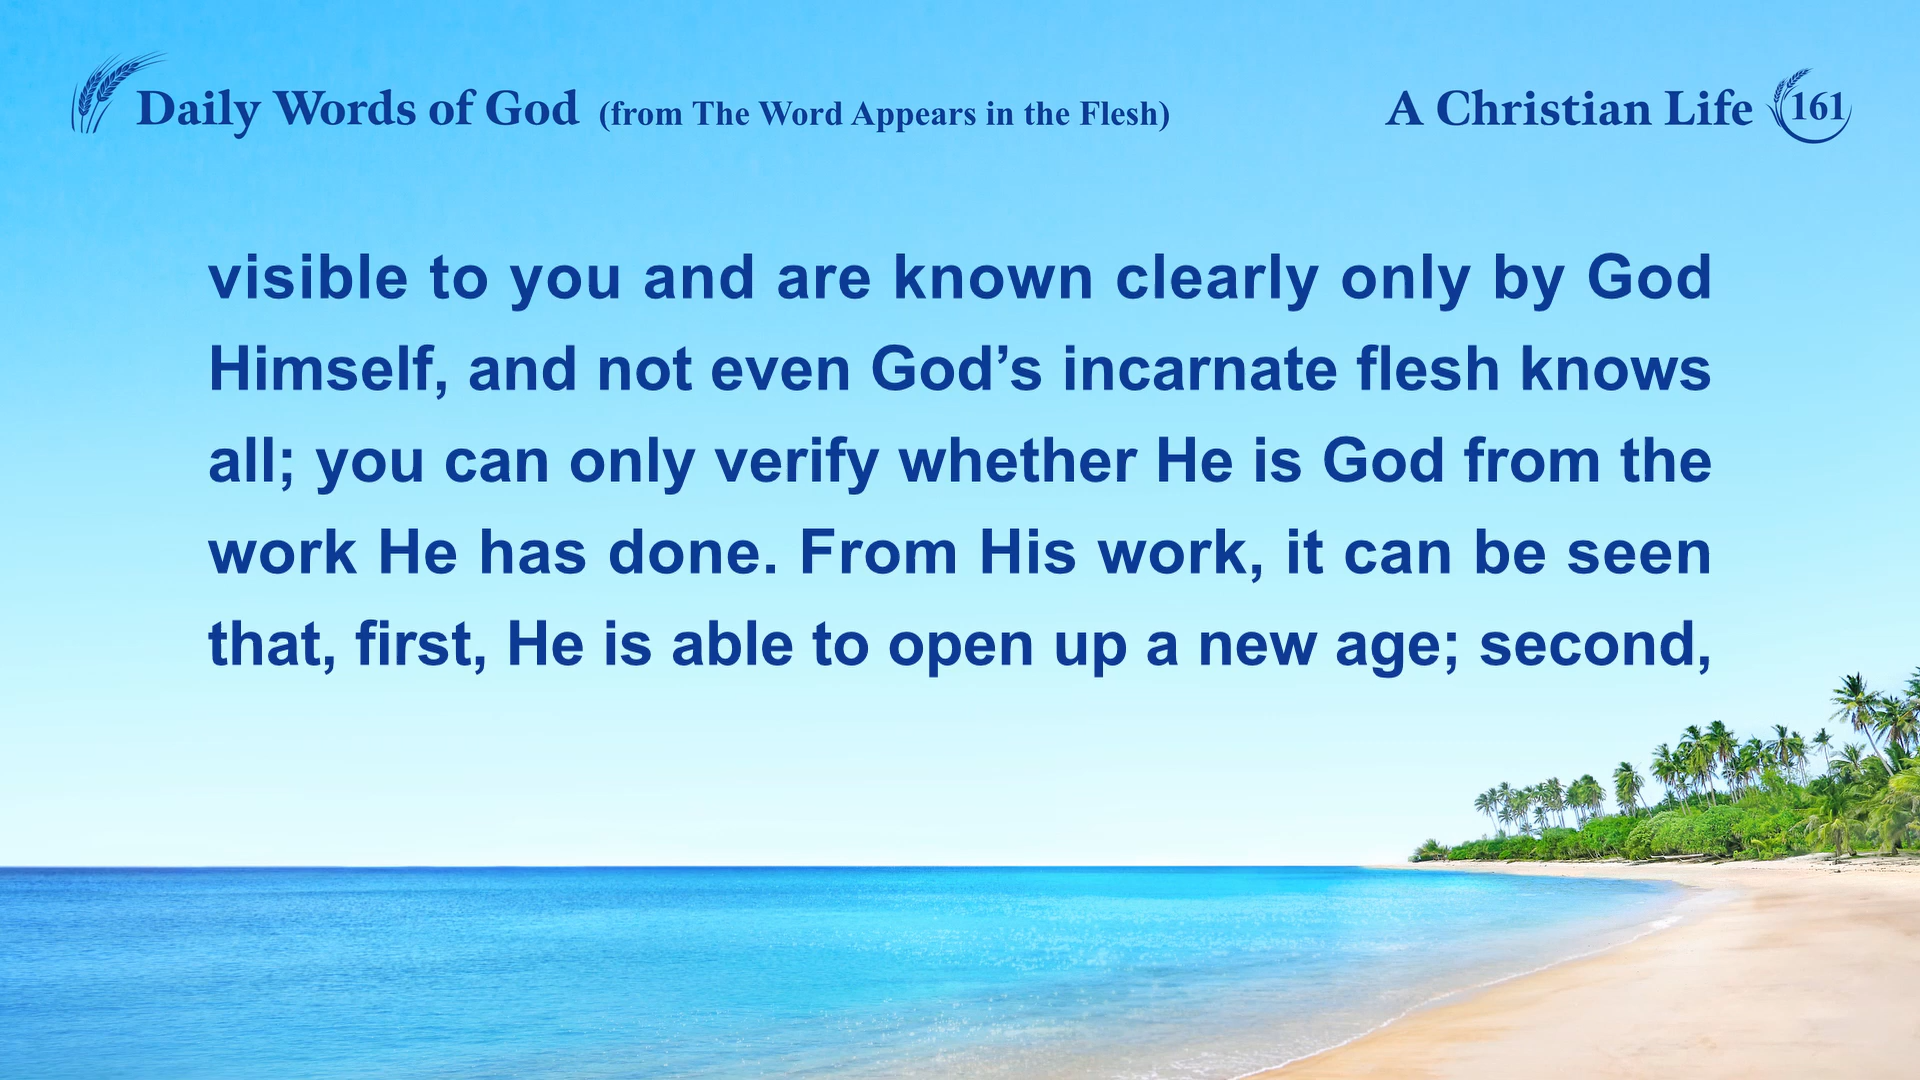 Daily Words of God (from The Word Appears in the Flesh)
A Christian Life 161
visible to you and are known clearly only by God
Himself, and not even God’s incarnate flesh knows
all; you can only verify whether He is God from the
work He has done. From His work, it can be seen
that, first, He is able to open up a new age; second,